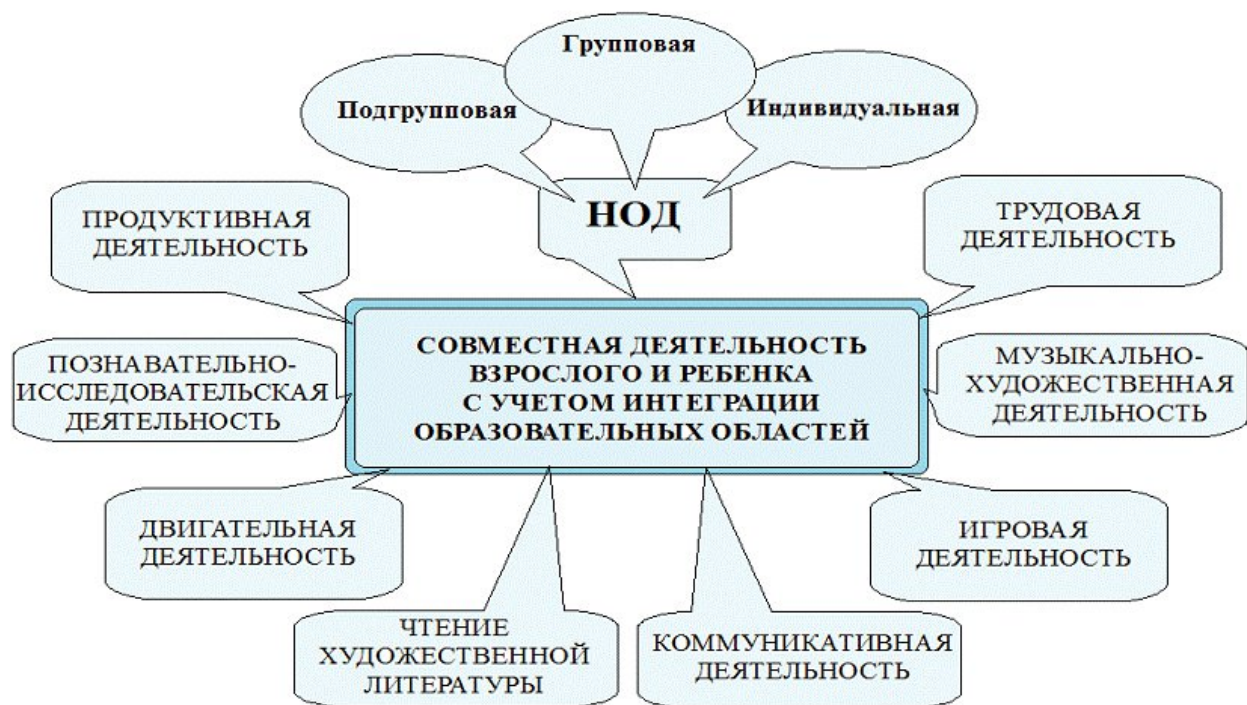 Групповая
Подгрупповая
Индивидуальная
НОД
ПРОДУКТИВНАЯ
ДЕЯТЕЛЬНОСТЬ
ТРУДОВАЯ
ДЕЯТЕЛЬНОСТЬ
СОВМЕСТНАЯ ДЕЯТЕЛЬНОСТЬ
ВЗРОСЛОГО И РЕБЕНКА
С УЧЕТОМ ИНТЕГРАЦИИ
ОБРАЗОВАТЕЛЬНЫХ ОБЛАСТЕЙ
ПОЗНАВАТЕЛЬНО-
ИССЛЕДОВАТЕЛЬСКАЯ
ДЕЯТЕЛЬНОСТЬ
МУЗЫКАЛЬНО-
ХУДОЖЕСТВЕННАЯ
ДЕЯТЕЛЬНОСТЬ
ДВИГАТЕЛЬНАЯ
ДЕЯТЕЛЬНОСТЬ
ИГРОВАЯ
ДЕЯТЕЛЬНОСТЬ
ЧТЕНИЕ
ХУДОЖЕСТВЕННОЙ
ЛИТЕРАТУРЫ
КОММУНИКАТИВНАЯ
ДЕЯТЕЛЬНОСТЬ